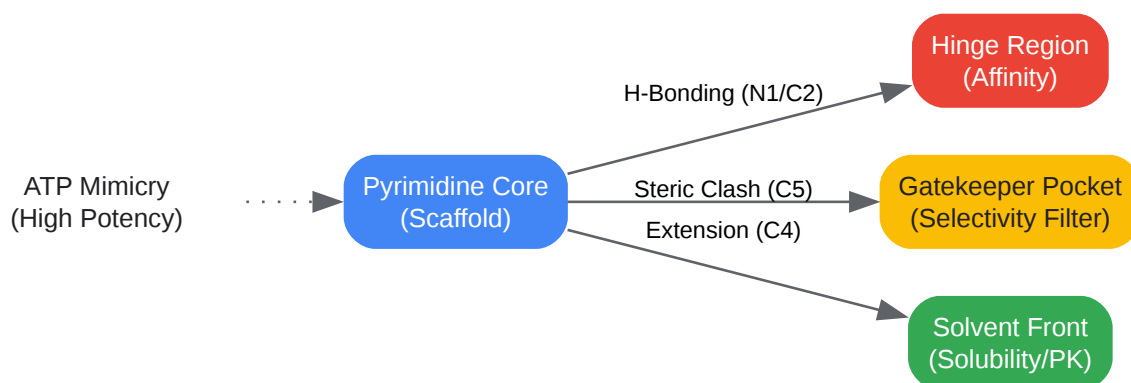 ATP Mimicry
(High Potency)
Pyrimidine Core
(Scaffold)
H-Bonding (N1/C2)
Steric Clash (C5)
Extension (C4)
Hinge Region
(Affinity)
Gatekeeper Pocket
(Selectivity Filter)
Solvent Front
(Solubility/PK)